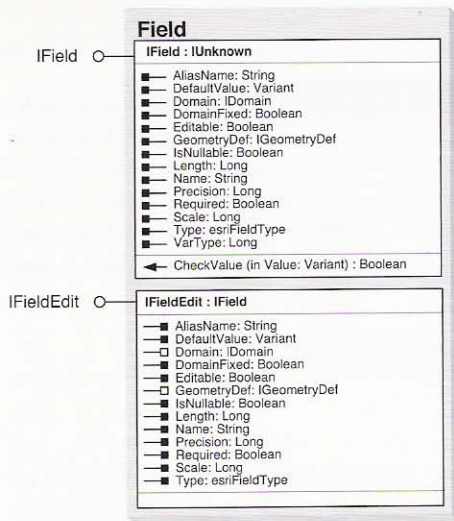 Field
IField
IField : IUnknown
AliasName: String
DefaultValue: Variant
Domain: IDomain
DomainFixed: Boolean
Editable: Boolean
GeometryDef: IGeometryDef
IsNullable: Boolean
Length: Long
Name: String
Precision: Long
Required: Boolean
Scale: Long
Type: esriFieldType
VarType: Long
CheckValue (in Value: Variant) : Boolean
IFieldEdit
IFieldEdit : IField
AliasName: String
DefaultValue: Variant
Domain: IDomain
DomainFixed: Boolean
Editable: Boolean
GeometryDef: IGeometryDef
IsNullable: Boolean
Length: Long
Name: String
Precision: Long
Required: Boolean
Scale: Long
Type: esriFieldType